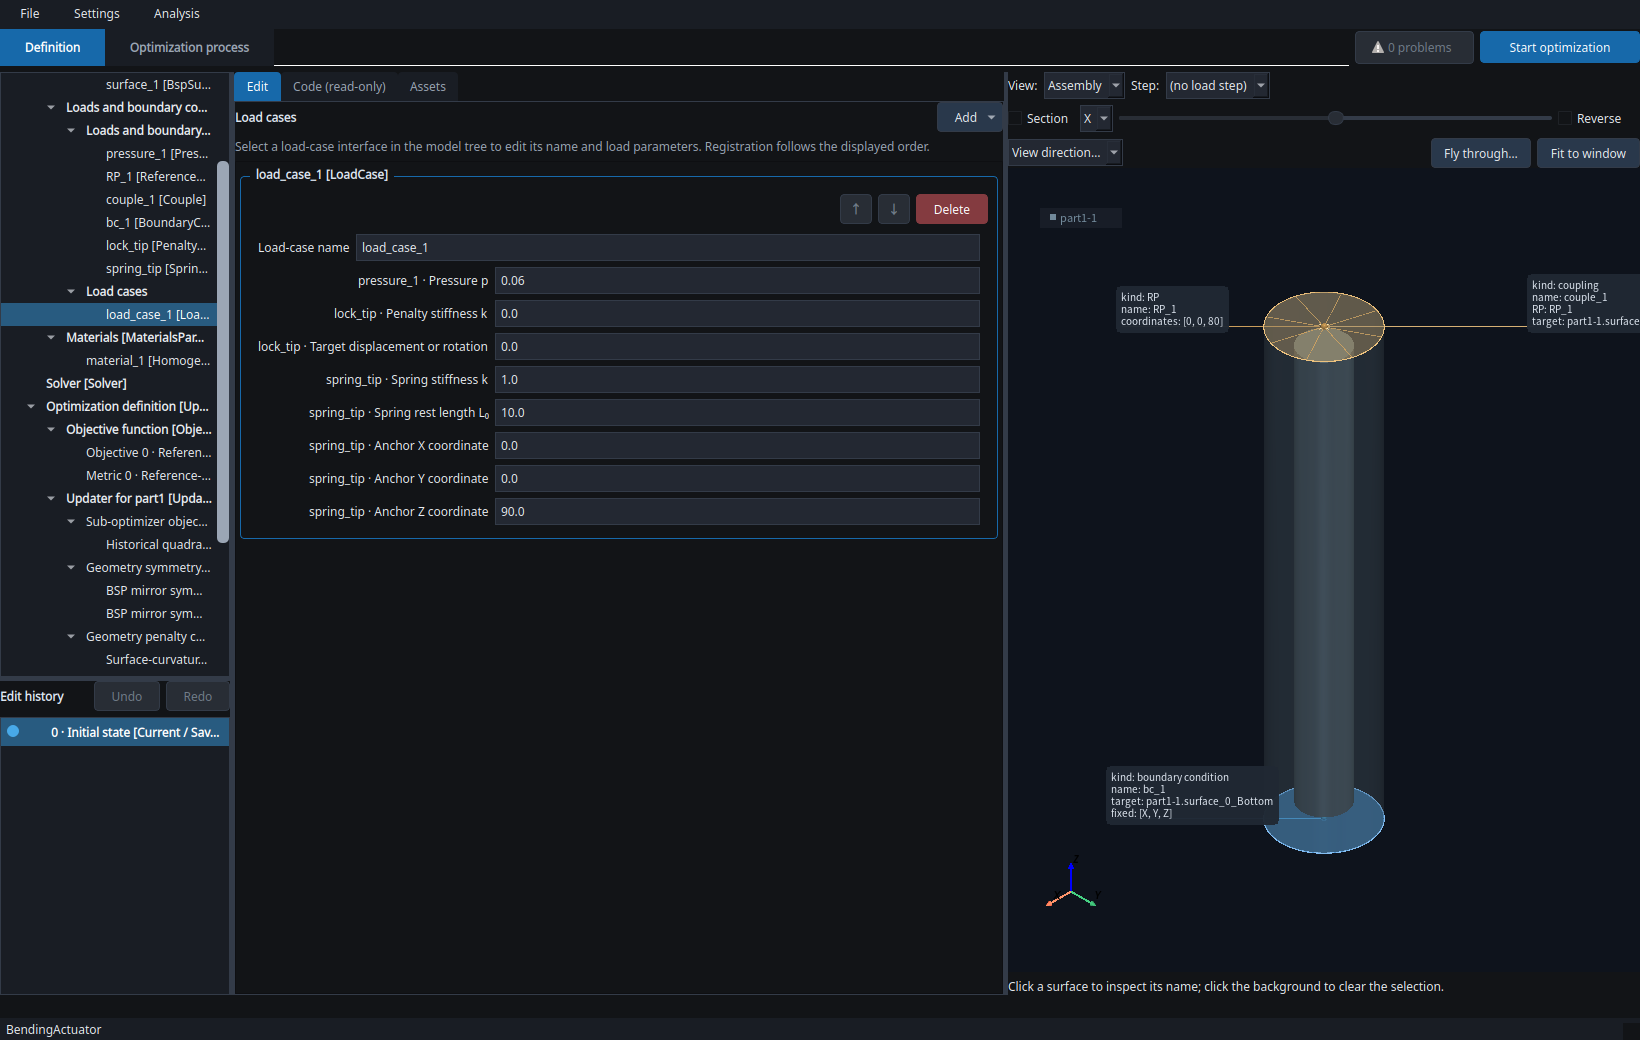 File Settings Analysis
Definition Optimization process 0 problems Start optimization
surface_1 [BspSu...
Loads and boundary co...
Loads and boundary...
pressure_1 [Pres...
RP_1 [Reference...
couple_1 [Couple]
bc_1 [BoundaryC...
lock_tip [Penalty...
spring_tip [Sprin...
Load cases
load_case_1 [Loa...
Materials [MaterialsPar...
material_1 [Homoge...
Solver [Solver]
Optimization definition [Up...
Objective function [Obje...
Objective 0 · Referen...
Metric 0 · Reference-...
Updater for part1 [Upda...
Sub-optimizer objec...
Historical quadra...
Geometry symmetry...
BSP mirror sym...
BSP mirror sym...
Geometry penalty c...
Surface-curvatur...
Edit history Undo Redo
0 · Initial state [Current / Sav...
Edit Code (read-only) Assets
Load cases Add
Select a load-case interface in the model tree to edit its name and load parameters. Registration follows the displayed order.
load_case_1 [LoadCase]
↑ ↓ Delete
Load-case name load_case_1
pressure_1 · Pressure p 0.06
lock_tip · Penalty stiffness k 0.0
lock_tip · Target displacement or rotation 0.0
spring_tip · Spring stiffness k 1.0
spring_tip · Spring rest length L₀ 10.0
spring_tip · Anchor X coordinate 0.0
spring_tip · Anchor Y coordinate 0.0
spring_tip · Anchor Z coordinate 90.0
View: Assembly Step: (no load step)
Section X Reverse
View direction... Fly through... Fit to window
part1-1
kind: RP
name: RP_1
coordinates: [0, 0, 80]
kind: coupling
name: couple_1
RP: RP_1
target: part1-1.surface
kind: boundary condition
name: bc_1
target: part1-1.surface_0_Bottom
fixed: [X, Y, Z]
Z
Y
Click a surface to inspect its name; click the background to clear the selection.
BendingActuator